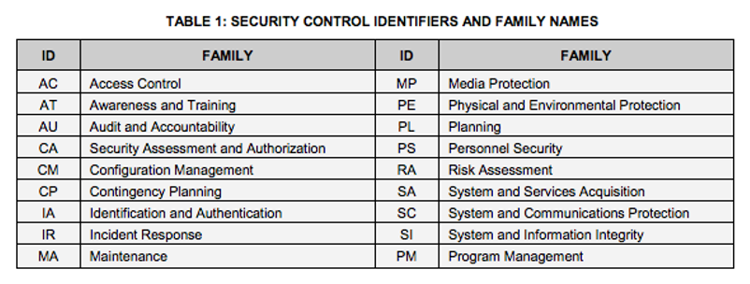 TABLE 1: SECURITY CONTROL IDENTIFIERS AND FAMILY NAMES
ID FAMILY ID FAMILY
AC Access Control MP Media Protection
AT Awareness and Training PE Physical and Environmental Protection
AU Audit and Accountability PL Planning
CA Security Assessment and Authorization PS Personnel Security
CM Configuration Management RA Risk Assessment
CP Contingency Planning SA System and Services Acquisition
IA Identification and Authentication SC System and Communications Protection
IR Incident Response SI System and Information Integrity
MA Maintenance PM Program Management